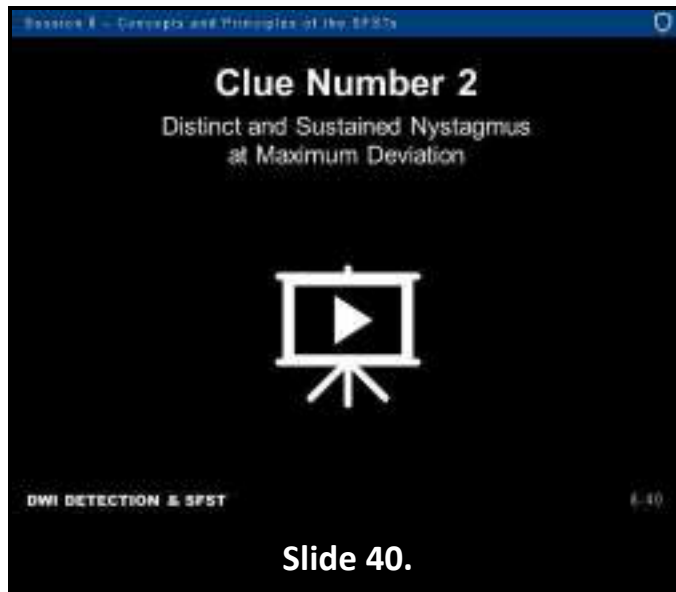 Session 8 – Concepts and Principles of the SFSTs
Clue Number 2
Distinct and Sustained Nystagmus
at Maximum Deviation
DWI DETECTION & SFST
8-40
Slide 40.